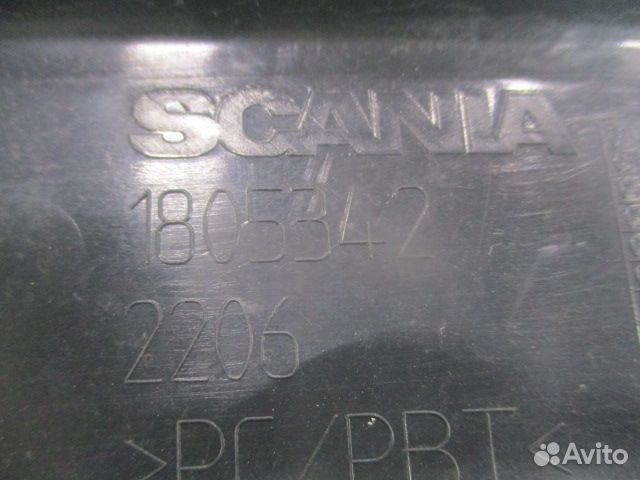 SCANIA
1805342
2206
>PC/PBT<
Avito